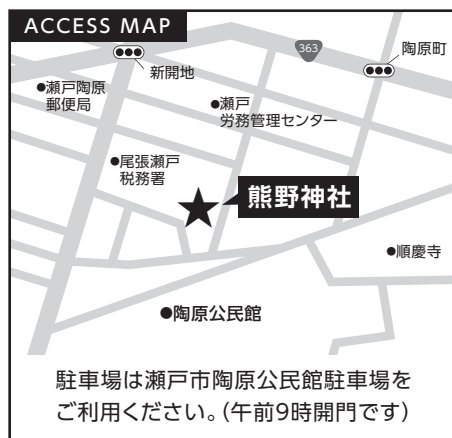 ACCESS MAP
363
陶原町
新開地
●瀬戸陶原
郵便局
●瀬戸
労務管理センター
●尾張瀬戸
税務署
★熊野神社
●順慶寺
●陶原公民館
駐車場は瀬戸市陶原公民館駐車場を
ご利用ください。(午前9時開門です)